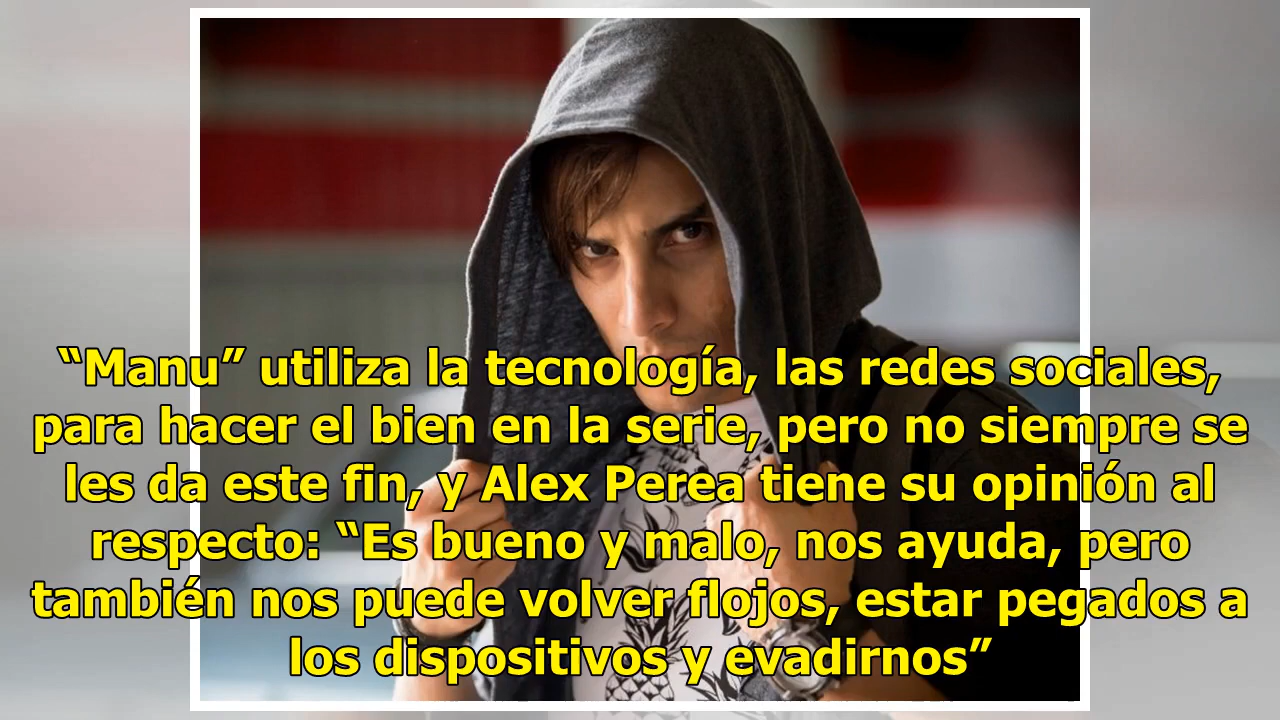 “Manu” utiliza la tecnología, las redes sociales,
para hacer el bien en la serie, pero no siempre se
les da este fin, y Alex Perea tiene su opinión al
respecto: “Es bueno y malo, nos ayuda, pero
también nos puede volver flojos, estar pegados a
los dispositivos y evadirnos”